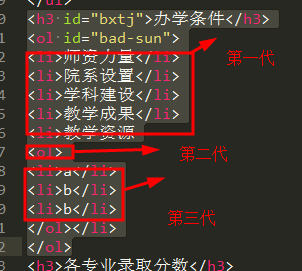 </ul>
<h3 id="bxtj">办学条件</h3>
<ol id="bad-sun">
<li>师资力量</li>
第一代
<li>院系设置</li>
<li>学科建设</li>
<li>教学成果</li>
<li>教学资源
<ol>
第二代
<li>a</li>
<li>b</li>
第三代
<li>b</li>
</ol></li>
</ol>
<h3>各专业录取分数</h3>